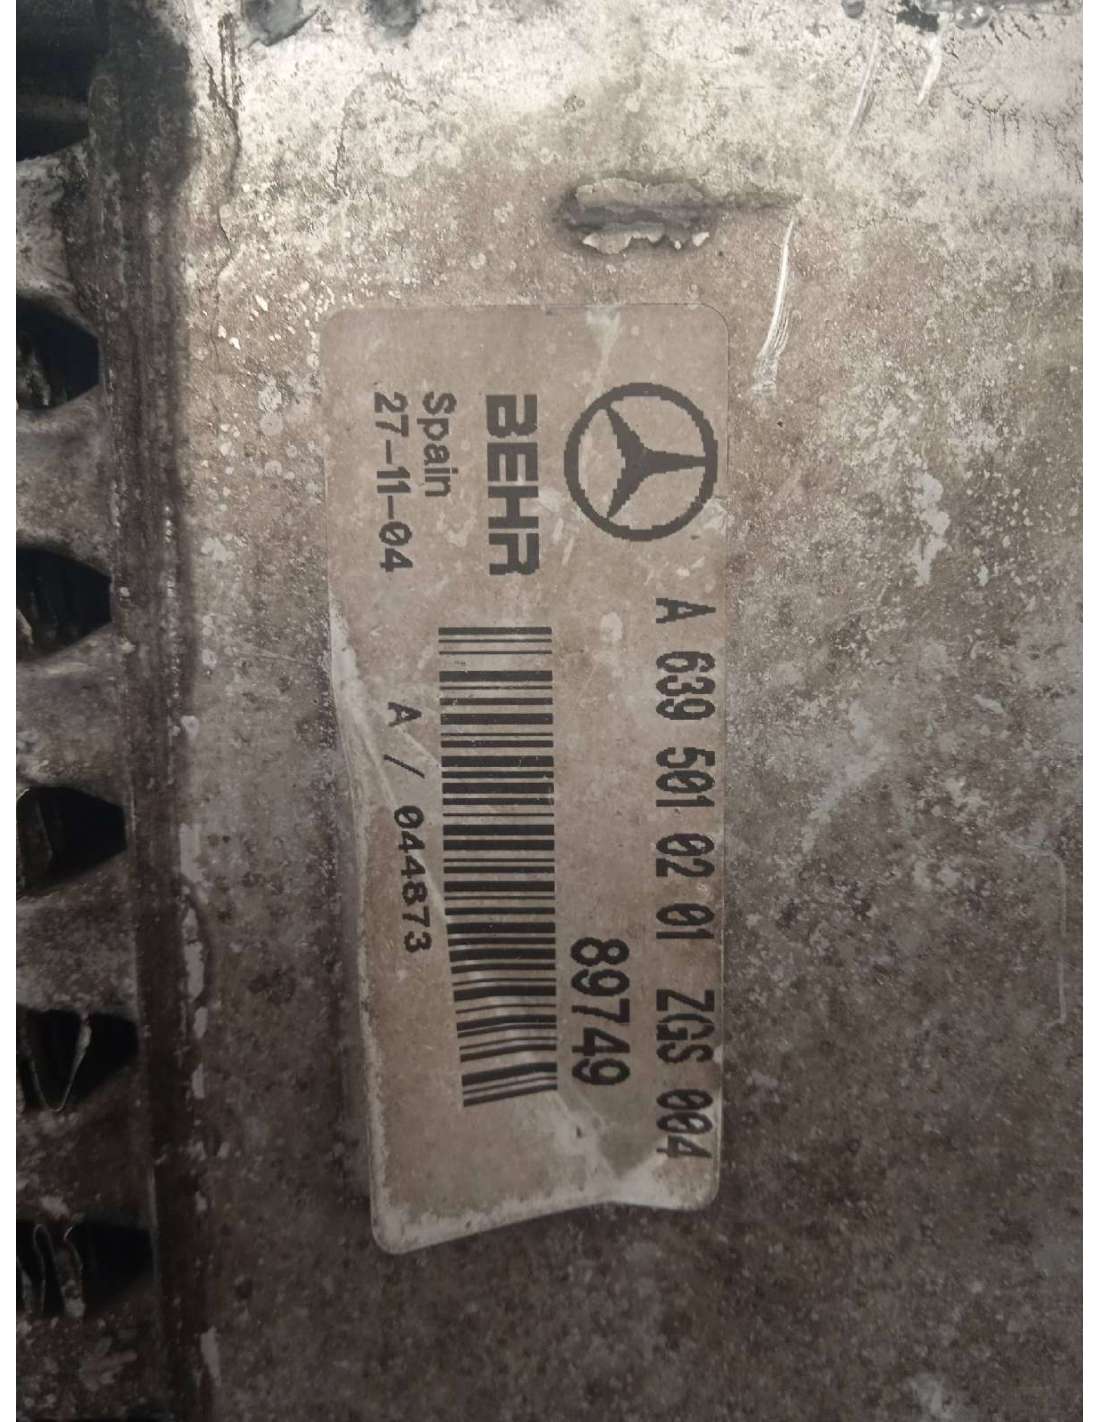 A 639 501 02 01 ZGS 004
89749
BEHR
Spain
27-11-04
A / 044873